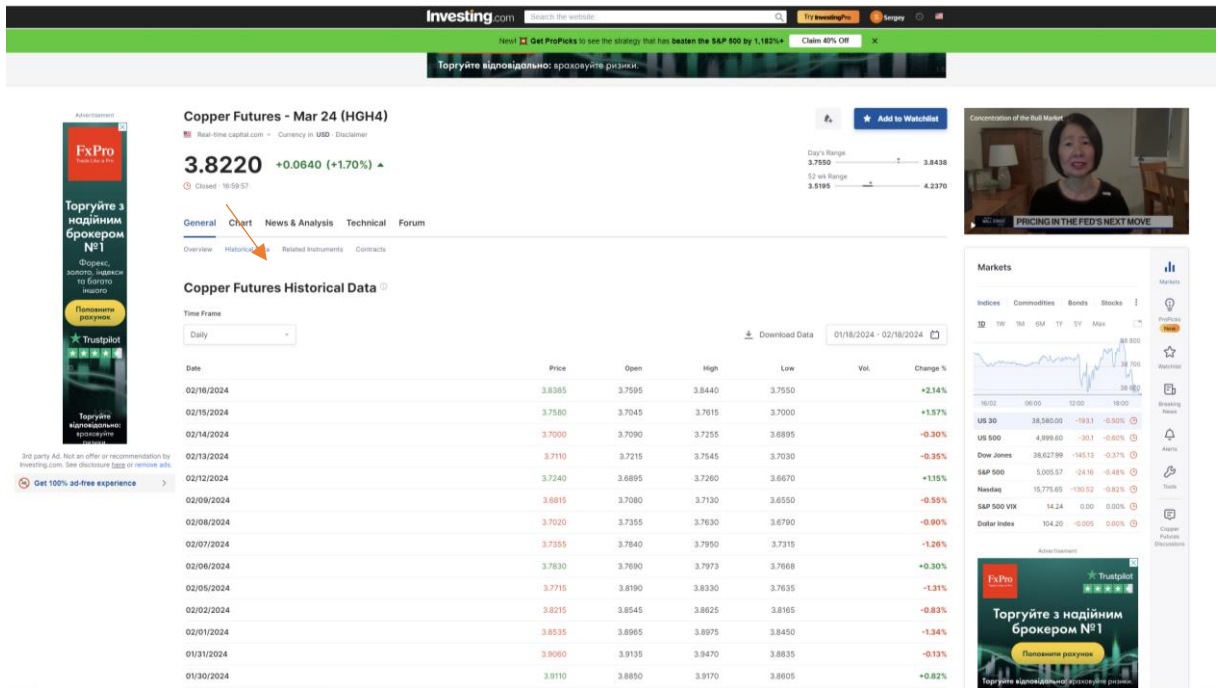 Investing.com
Search the website
Try InvestingPro
Sergey
New! Get ProPicks to see the strategy that has beaten the S&P 500 by 1,183%+
Claim 40% Off
Торгуйте відповідально: враховуйте ризики.
Advertisement
FxPro
Trade Like a Pro
Торгуйте з
надійним
брокером
№1
Форекс,
золото, індекси
та багато
іншого
Поповнити
рахунок
Trustpilot
Торгуйте
відповідально:
враховуйте
ризики.
3rd party Ad. Not an offer or recommendation by
Investing.com. See disclosure here or remove ads.
Get 100% ad-free experience
Copper Futures - Mar 24 (HGH4)
Real-time capital.com
Currency in USD · Disclaimer
3.8220 +0.0640 (+1.70%)
Closed · 16:59:57
Add to Watchlist
Day's Range
3.7550 3.8438
52 wk Range
3.5195 4.2370
General Chart News & Analysis Technical Forum
Overview Historical Related Instruments Contracts
Copper Futures Historical Data
Time Frame
Daily
Download Data
01/18/2024 - 02/18/2024
Date Price Open High Low Vol. Change %
02/16/2024 3.8385 3.7595 3.8440 3.7550 +2.14%
02/15/2024 3.7580 3.7045 3.7615 3.7000 +1.57%
02/14/2024 3.7000 3.7090 3.7255 3.6895 -0.30%
02/13/2024 3.7110 3.7215 3.7545 3.7030 -0.35%
02/12/2024 3.7240 3.6895 3.7260 3.6670 +1.15%
02/09/2024 3.6815 3.7080 3.7130 3.6550 -0.55%
02/08/2024 3.7020 3.7355 3.7630 3.6790 -0.90%
02/07/2024 3.7355 3.7840 3.7950 3.7315 -1.26%
02/06/2024 3.7830 3.7690 3.7973 3.7668 +0.30%
02/05/2024 3.7715 3.8190 3.8330 3.7635 -1.31%
02/02/2024 3.8215 3.8545 3.8625 3.8165 -0.83%
02/01/2024 3.8535 3.8965 3.8975 3.8450 -1.34%
01/31/2024 3.9060 3.9135 3.9470 3.8835 -0.13%
01/30/2024 3.9110 3.8850 3.9170 3.8605 +0.82%
Concentration of the Bull Market
PRICING IN THE FED'S NEXT MOVE
Markets
Indices Commodities Bonds Stocks
1D 1W 1M 6M 1Y 5Y Max
38 800
38 700
16/02 06:00 12:00 18:00
US 30 38,580.00 -193.1 -0.50%
US 500 4,999.60 -30.1 -0.60%
Dow Jones 38,627.99 -145.13 -0.37%
S&P 500 5,005.57 -24.16 -0.48%
Nasdaq 15,775.65 -130.52 -0.82%
S&P 500 VIX 14.24 0.00 0.00%
Dollar Index 104.20 -0.005 0.00%
Advertisement
FxPro
Trustpilot
Торгуйте з надійним
брокером №1
Поповнити рахунок
Торгуйте відповідально: враховуйте ризики.
Markets
ProPicks
New
Watchlist
Breaking
News
Alerts
Trade
Copper
Futures
Discussions